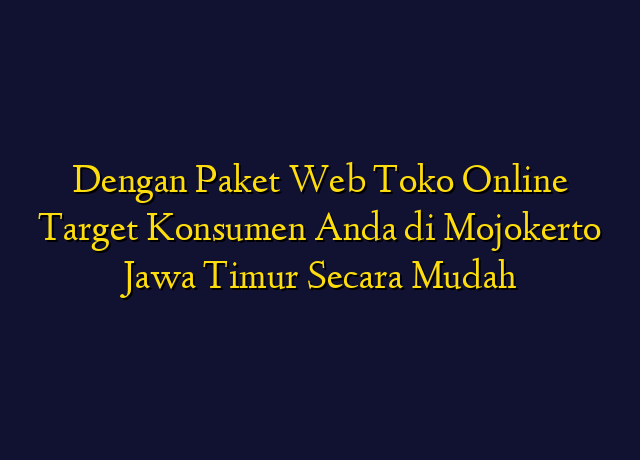 Dengan Paket Web Toko Online
Target Konsumen Anda di Mojokerto
Jawa Timur Secara Mudah